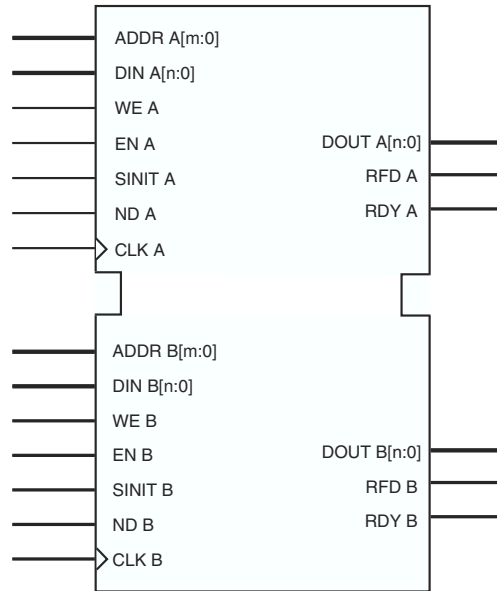 ADDR A[m:0]
DIN A[n:0]
WE A
EN A
DOUT A[n:0]
SINIT A
RFD A
ND A
RDY A
CLK A
ADDR B[m:0]
DIN B[n:0]
WE B
EN B
DOUT B[n:0]
SINIT B
RFD B
ND B
RDY B
CLK B